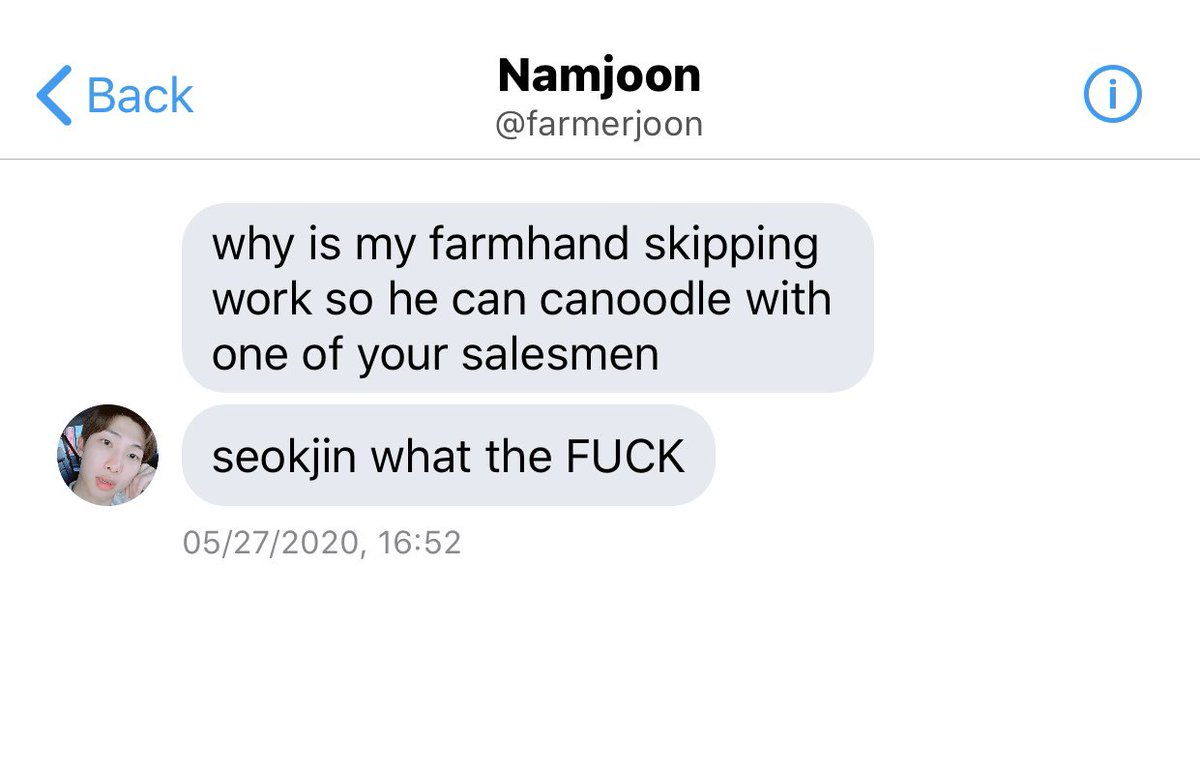 Back
Namjoon
@farmerjoon
why is my farmhand skipping
work so he can canoodle with
one of your salesmen
seokjin what the FUCK
05/27/2020, 16:52